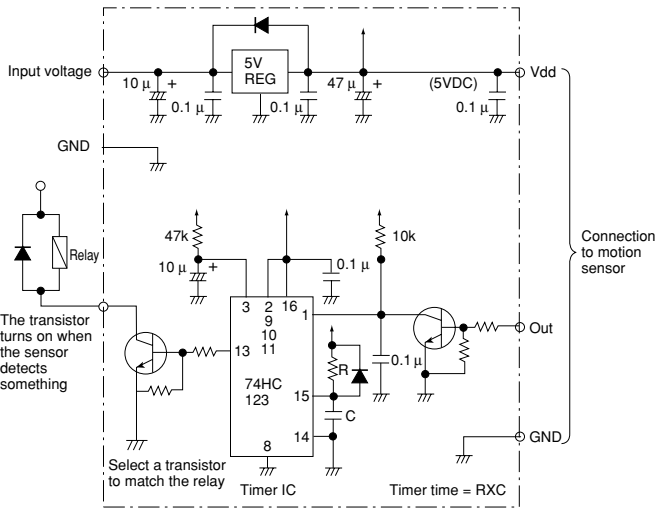 Input voltage
10 μ
+
0.1 μ
5V
REG
0.1 μ
47 μ
+
(5VDC)
0.1 μ
Vdd
GND
Relay
The transistor
turns on when
the sensor
detects
something
47k
10 μ
+
0.1 μ
10k
Connection
to motion
sensor
3
2
16
9
10
11
1
13
74HC
123
15
14
8
R
C
0.1 μ
Out
GND
Select a transistor
to match the relay
Timer IC
Timer time = RXC